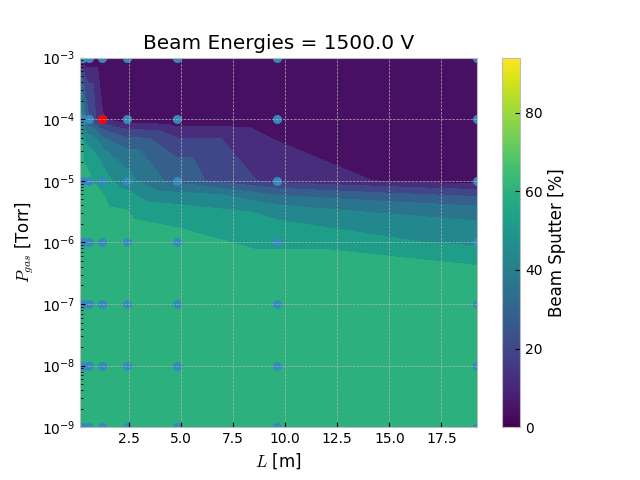 Beam Energies = 1500.0 V
10⁻³
10⁻⁴
10⁻⁵
10⁻⁶
10⁻⁷
10⁻⁸
10⁻⁹
P_gas [Torr]
2.5 5.0 7.5 10.0 12.5 15.0 17.5
L [m]
80
60
40
20
0
Beam Sputter [%]